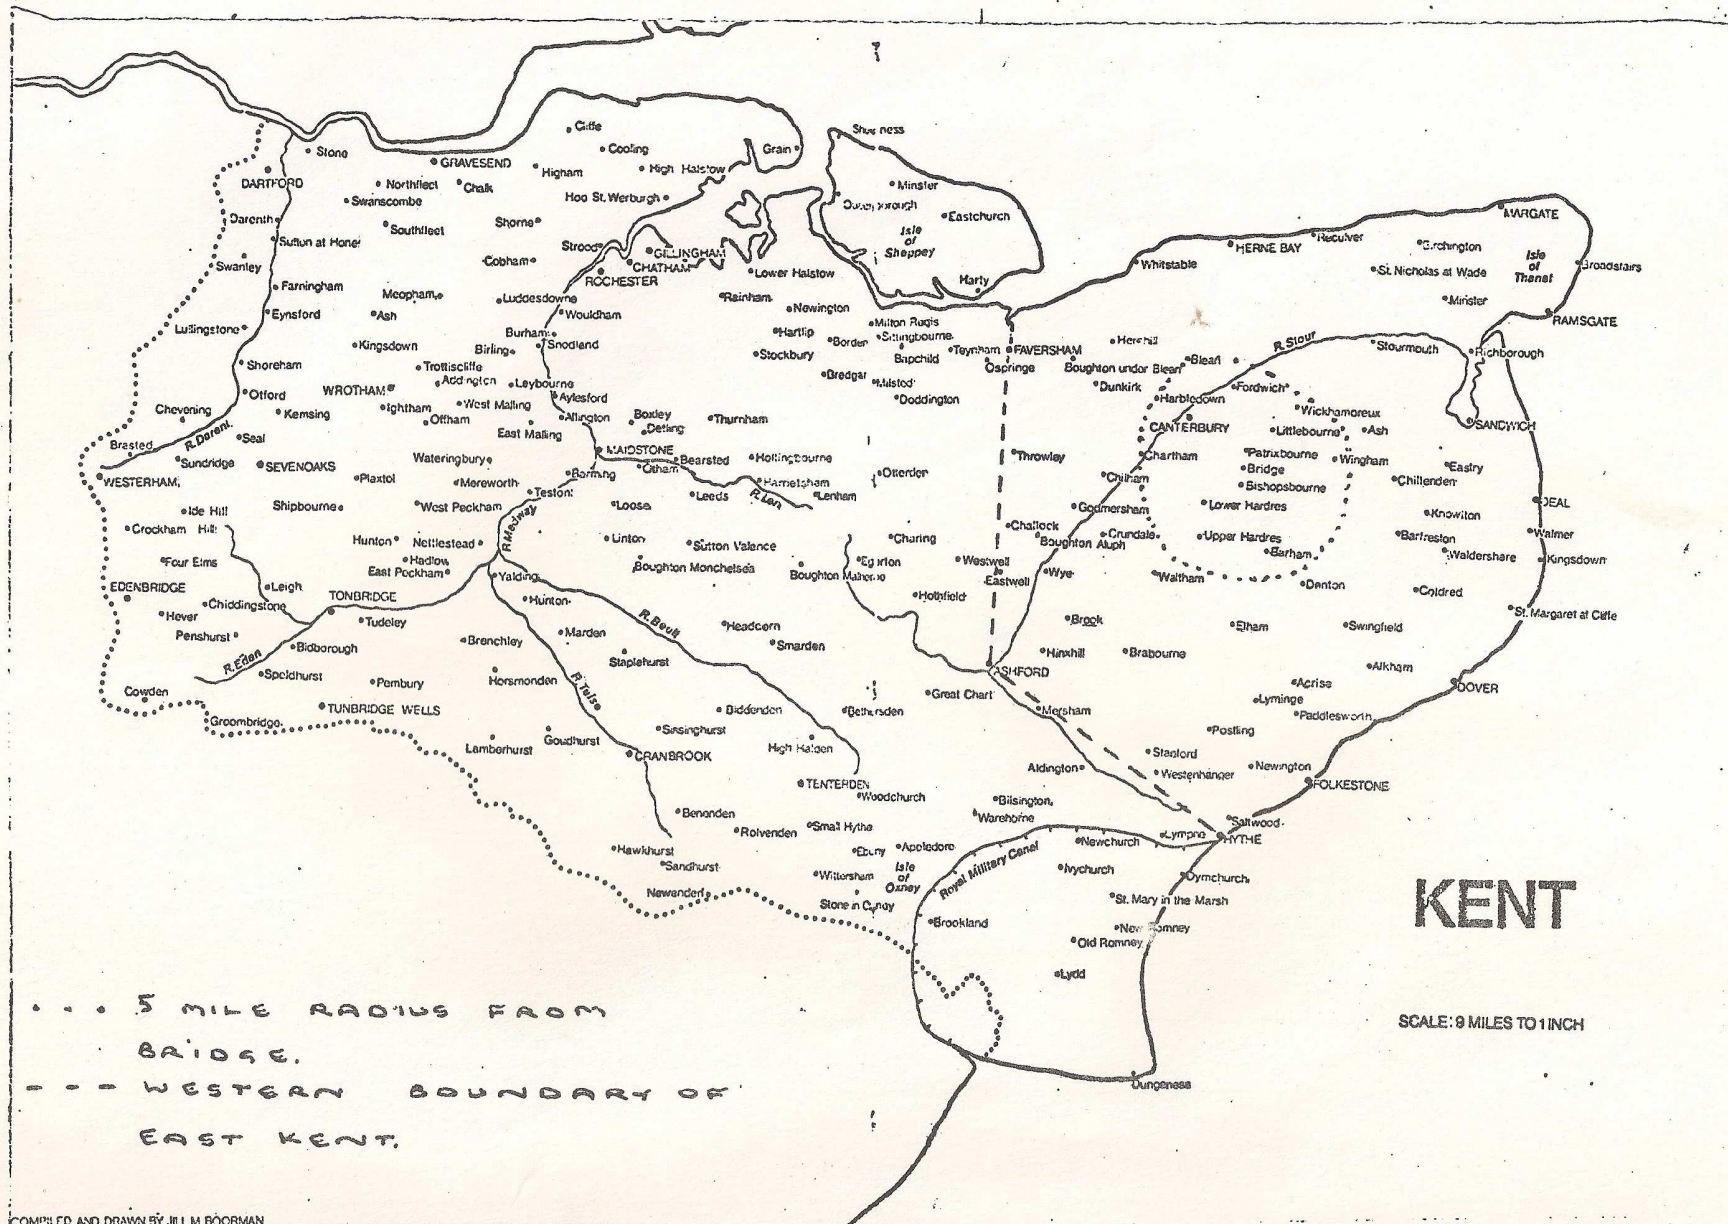 Cliffe
Cooling
Stone
GRAVESEND
Higham
High Halstow
Grain
DARTFORD
Northfleet
Chalk
Hoo St. Werburgh
Minster
Swanscombe
Eastchurch
Darenth
Southfleet
Shorne
Isle
of
Sheppey
MARGATE
Sutton at Hone
Strood
GILLINGHAM
HERNE BAY
Reculver
Isle
of
Thanet
Swanley
Cobham
CHATHAM
Lower Halstow
Whitstable
St. Nicholas at Wade
Broadstairs
ROCHESTER
Harty
Farningham
Meopham
Luddesdowne
Rainham
Minster
Eynsford
Ash
Wouldham
Newington
RAMSGATE
Lullingstone
Burham
Hartlip
Milton Regis
Sittingbourne
Kingsdown
Birling
Snodland
Borden
Bapchild
Teynham
FAVERSHAM
R. Stour
Stourmouth
Richborough
Stockbury
Ospringe
Boughton under Blean
Blean
Shoreham
Trottiscliffe
Addington
Leybourne
Bredgar
Milsted
Dunkirk
Fordwich
Otford
WROTHAM
Aylesford
Doddington
Harbledown
Wickhamoreux
Chevening
Kemsing
Ightham
West Malling
Offham
Allington
Boxley
Detling
Thurnham
CANTERBURY
Littlebourne
Ash
SANDWICH
Brasted
R. Darent
Seal
East Malling
MAIDSTONE
Sundridge
SEVENOAKS
Wateringbury
Otham
Bearsted
Hollingbourne
Throwley
Chartham
Patrixbourne
Wingham
Eastry
WESTERHAM
Plaxtol
Mereworth
Barming
Harrietsham
Otterden
Chilham
Bridge
Bishopsbourne
Chillenden
Teston
Leeds
R. Len
Lenham
Ide Hill
Shipbourne
West Peckham
Loose
Godmersham
Lower Hardres
Knowlton
DEAL
Crockham Hill
R. Medway
Challock
Hunton
Nettlestead
Linton
Sutton Valence
Charing
Boughton Aluph
Crundale
Upper Hardres
Barham
Barfreston
Walmer
Waldershare
Kingsdown
Four Elms
Hadlow
East Peckham
Boughton Monchelsea
Boughton Malherbe
Egerton
Westwell
Eastwell
Wye
Waltham
Denton
Coldred
EDENBRIDGE
Leigh
TONBRIDGE
Yalding
Hothfield
Chiddingstone
Hunton
St. Margaret at Cliffe
Hever
Tudeley
R. Beult
Headcorn
Brook
Elham
Swingfield
Penshurst
Bidborough
Brenchley
Marden
Smarden
Hinxhill
Brabourne
R. Eden
Staplehurst
Alkham
Speldhurst
Pembury
Horsmonden
R. Teise
ASHFORD
Acrise
DOVER
Cowden
Great Chart
Lyminge
Groombridge
TUNBRIDGE WELLS
Biddenden
Bethersden
Mersham
Paddlesworth
Sissinghurst
Postling
Lamberhurst
Goudhurst
High Halden
Stanford
CRANBROOK
Aldington
Westenhanger
Newington
TENTERDEN
FOLKESTONE
Woodchurch
Bilsington
Benenden
Warehorne
Rolvenden
Small Hythe
Saltwood
Lympne
HYTHE
Hawkhurst
Ebony
Appledore
Royal Military Canal
Newchurch
Sandhurst
Wittersham
Isle
of
Oxney
Ivychurch
Dymchurch
Newenden
St. Mary in the Marsh
KENT
Brookland
Old Romney
Lydd
. . . 5 MILE RADIUS FROM
BRIDGE.
SCALE: 9 MILES TO 1 INCH
- - - WESTERN BOUNDARY OF
EAST KENT.
Dungeness
COMPILED AND DRAWN BY JILL M BOORMAN